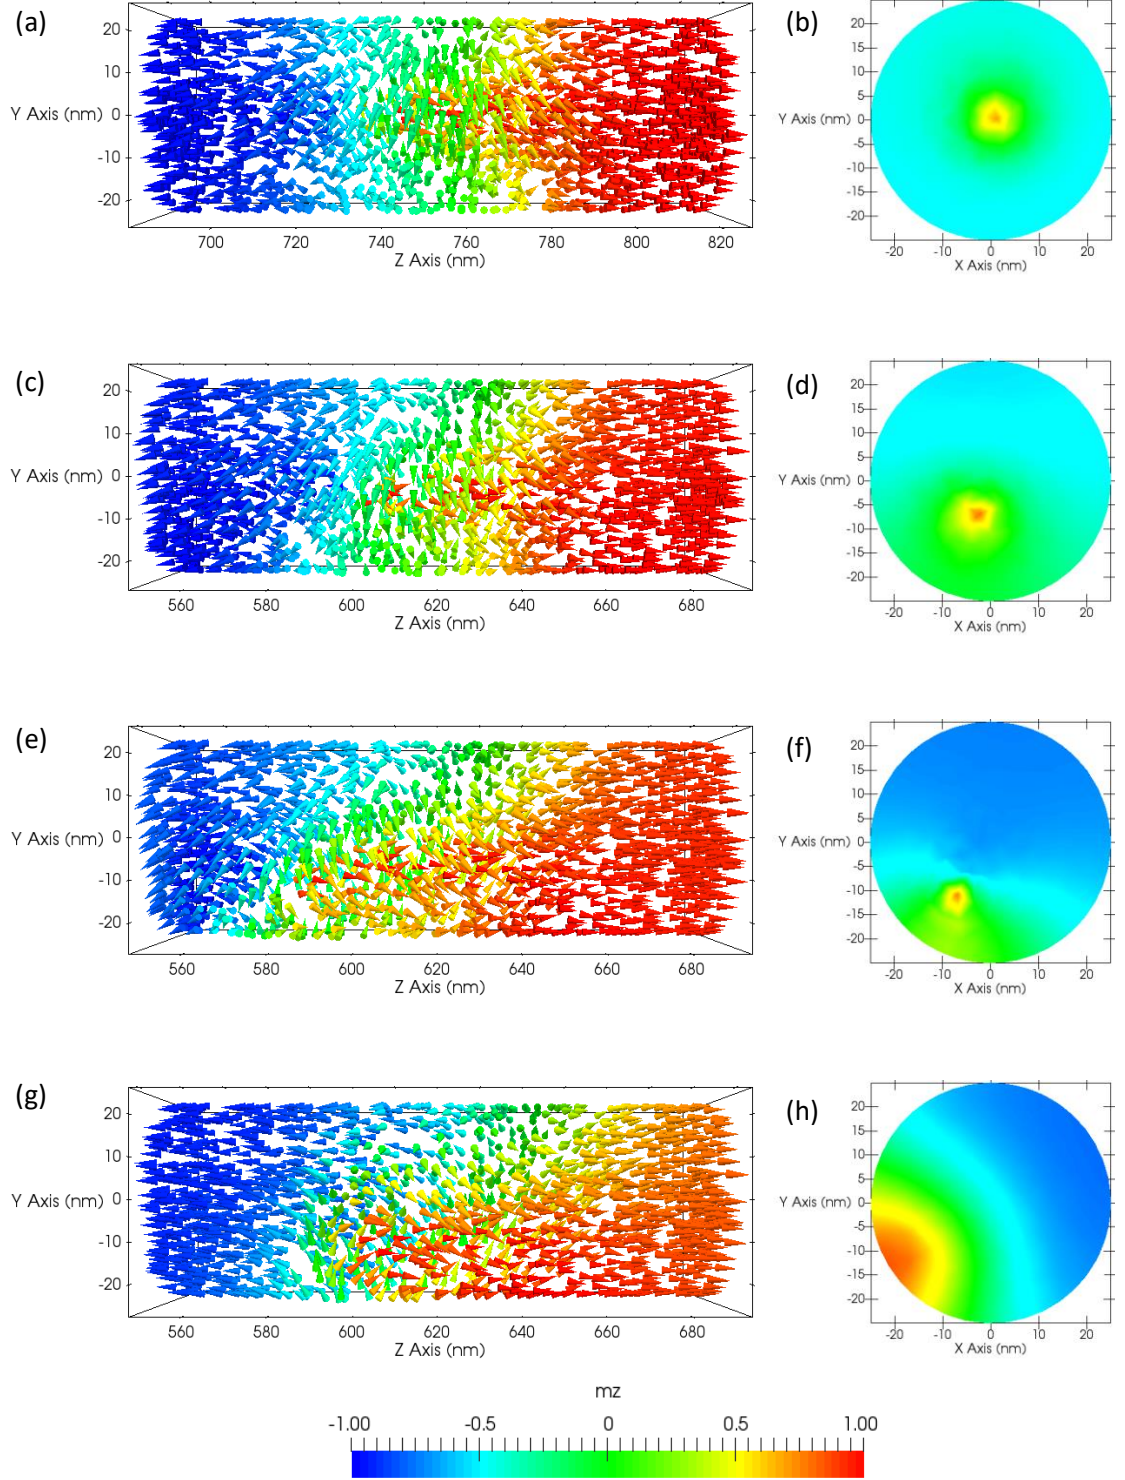 (a)
20
10
0
-10
-20
Y Axis (nm)
700 720 740 760 780 800 820
Z Axis (nm)
(b)
20
15
10
5
0
-5
-10
-15
-20
Y Axis (nm)
-20 -10 0 10 20
X Axis (nm)
(c)
20
10
0
-10
-20
Y Axis (nm)
560 580 600 620 640 660 680
Z Axis (nm)
(d)
20
15
10
5
0
-5
-10
-15
-20
Y Axis (nm)
-20 -10 0 10 20
X Axis (nm)
(e)
20
10
0
-10
-20
Y Axis (nm)
560 580 600 620 640 660 680
Z Axis (nm)
(f)
20
15
10
5
0
-5
-10
-15
-20
Y Axis (nm)
-20 -10 0 10 20
X Axis (nm)
(g)
20
10
0
-10
-20
Y Axis (nm)
560 580 600 620 640 660 680
Z Axis (nm)
(h)
20
15
10
5
0
-5
-10
-15
-20
Y Axis (nm)
-20 -10 0 10 20
X Axis (nm)
mz
-1.00 -0.5 0 0.5 1.00